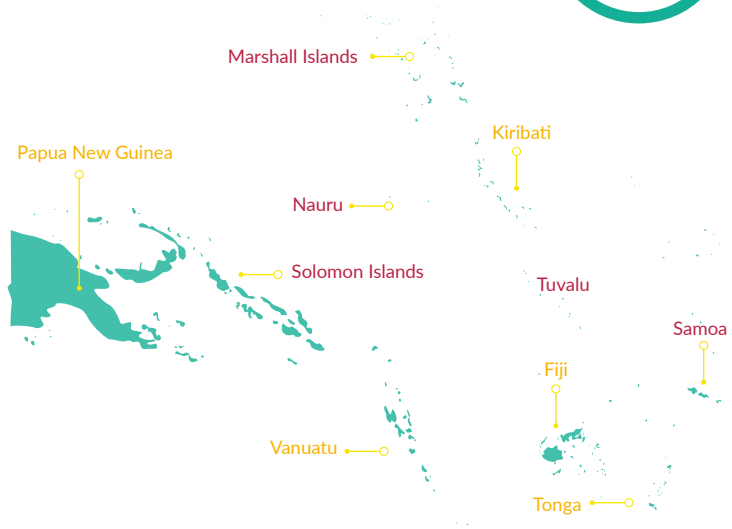 Marshall Islands
Kiribati
Papua New Guinea
Nauru
Solomon Islands
Tuvalu
Samoa
Fiji
Vanuatu
Tonga